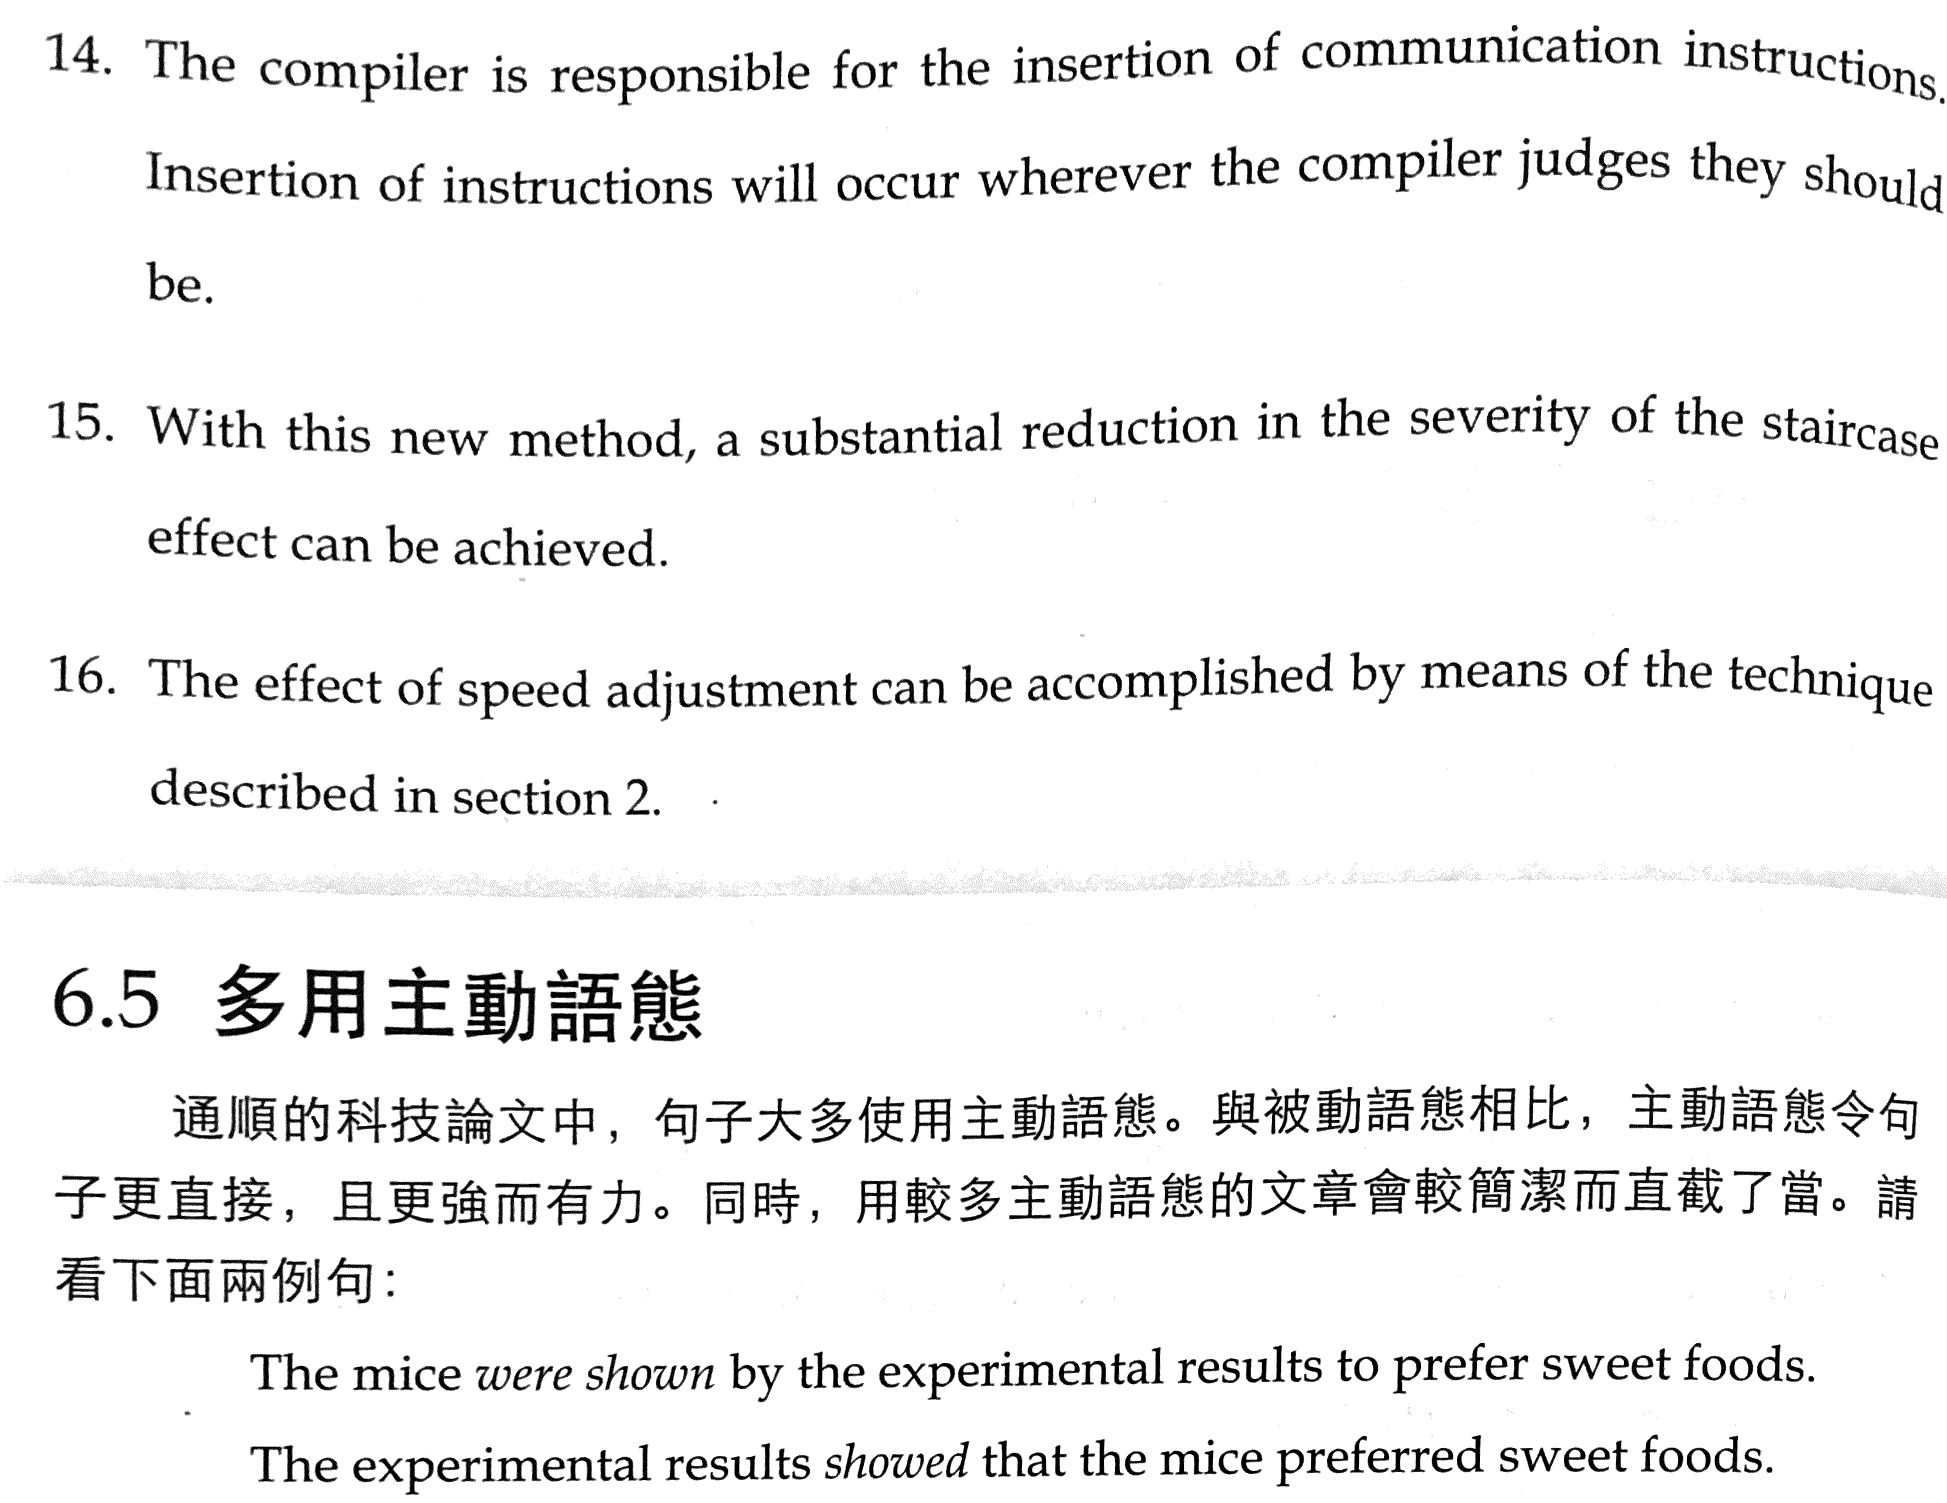 14. The compiler is responsible for the insertion of communication instructions.
Insertion of instructions will occur wherever the compiler judges they should
be.
15. With this new method, a substantial reduction in the severity of the staircase
effect can be achieved.
16. The effect of speed adjustment can be accomplished by means of the technique
described in section 2.
6.5 多用主動語態
通順的科技論文中，句子大多使用主動語態。與被動語態相比，主動語態令句
子更直接，且更強而有力。同時，用較多主動語態的文章會較簡潔而直截了當。請
看下面兩例句：
The mice were shown by the experimental results to prefer sweet foods.
The experimental results showed that the mice preferred sweet foods.